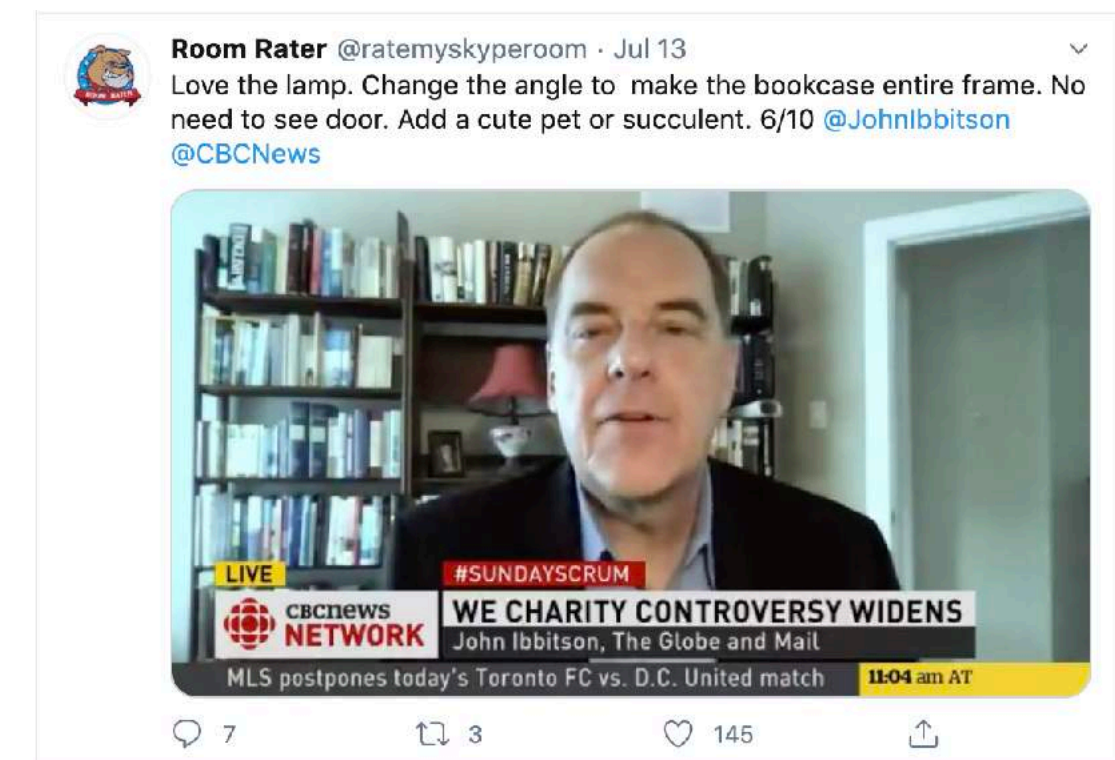 Room Rater @ratemyskyperoom · Jul 13
Love the lamp. Change the angle to  make the bookcase entire frame. No
need to see door. Add a cute pet or succulent. 6/10 @JohnIbbitson
@CBCNews
LIVE
#SUNDAYSCRUM
CBCnews
NETWORK
WE CHARITY CONTROVERSY WIDENS
John Ibbitson, The Globe and Mail
MLS postpones today's Toronto FC vs. D.C. United match
11:04 am AT
7
3
145